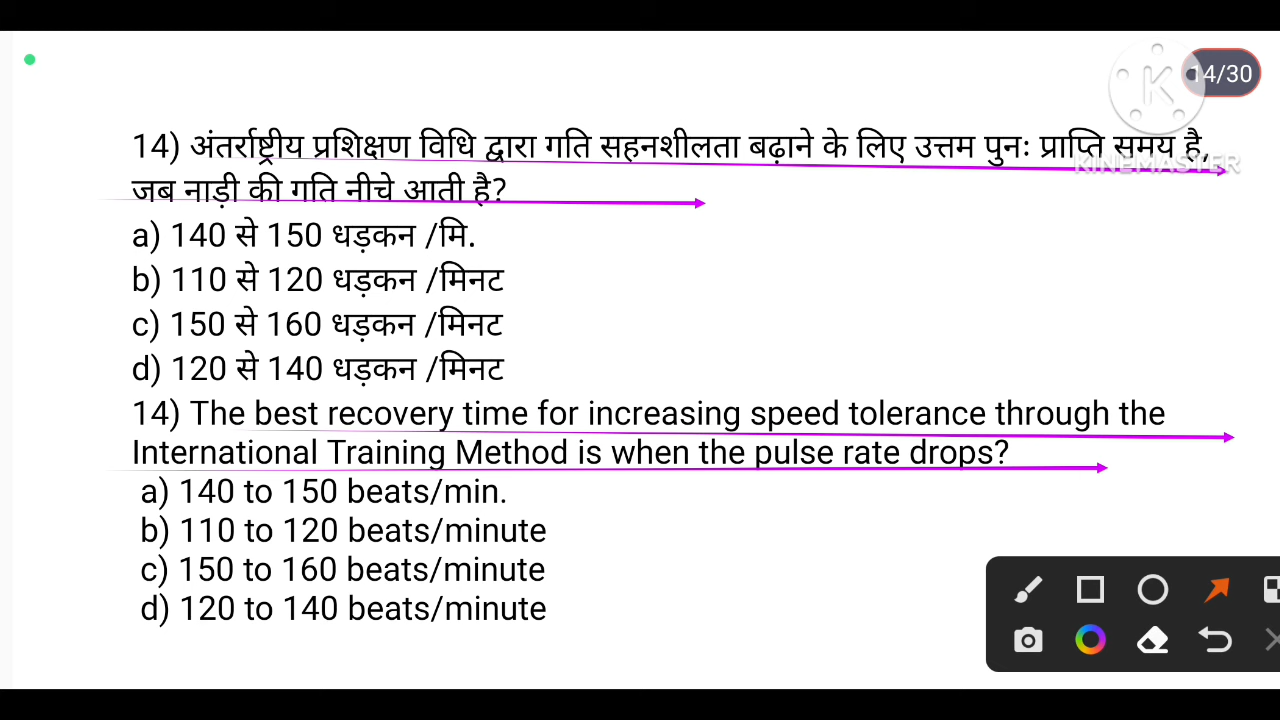 14/30
KINEMASTER
14) अंतर्राष्ट्रीय प्रशिक्षण विधि द्वारा गति सहनशीलता बढ़ाने के लिए उत्तम पुनः प्राप्ति समय है,
जब नाड़ी की गति नीचे आती है?
a) 140 से 150 धड़कन /मि.
b) 110 से 120 धड़कन /मिनट
c) 150 से 160 धड़कन /मिनट
d) 120 से 140 धड़कन /मिनट
14) The best recovery time for increasing speed tolerance through the
International Training Method is when the pulse rate drops?
a) 140 to 150 beats/min.
b) 110 to 120 beats/minute
c) 150 to 160 beats/minute
d) 120 to 140 beats/minute